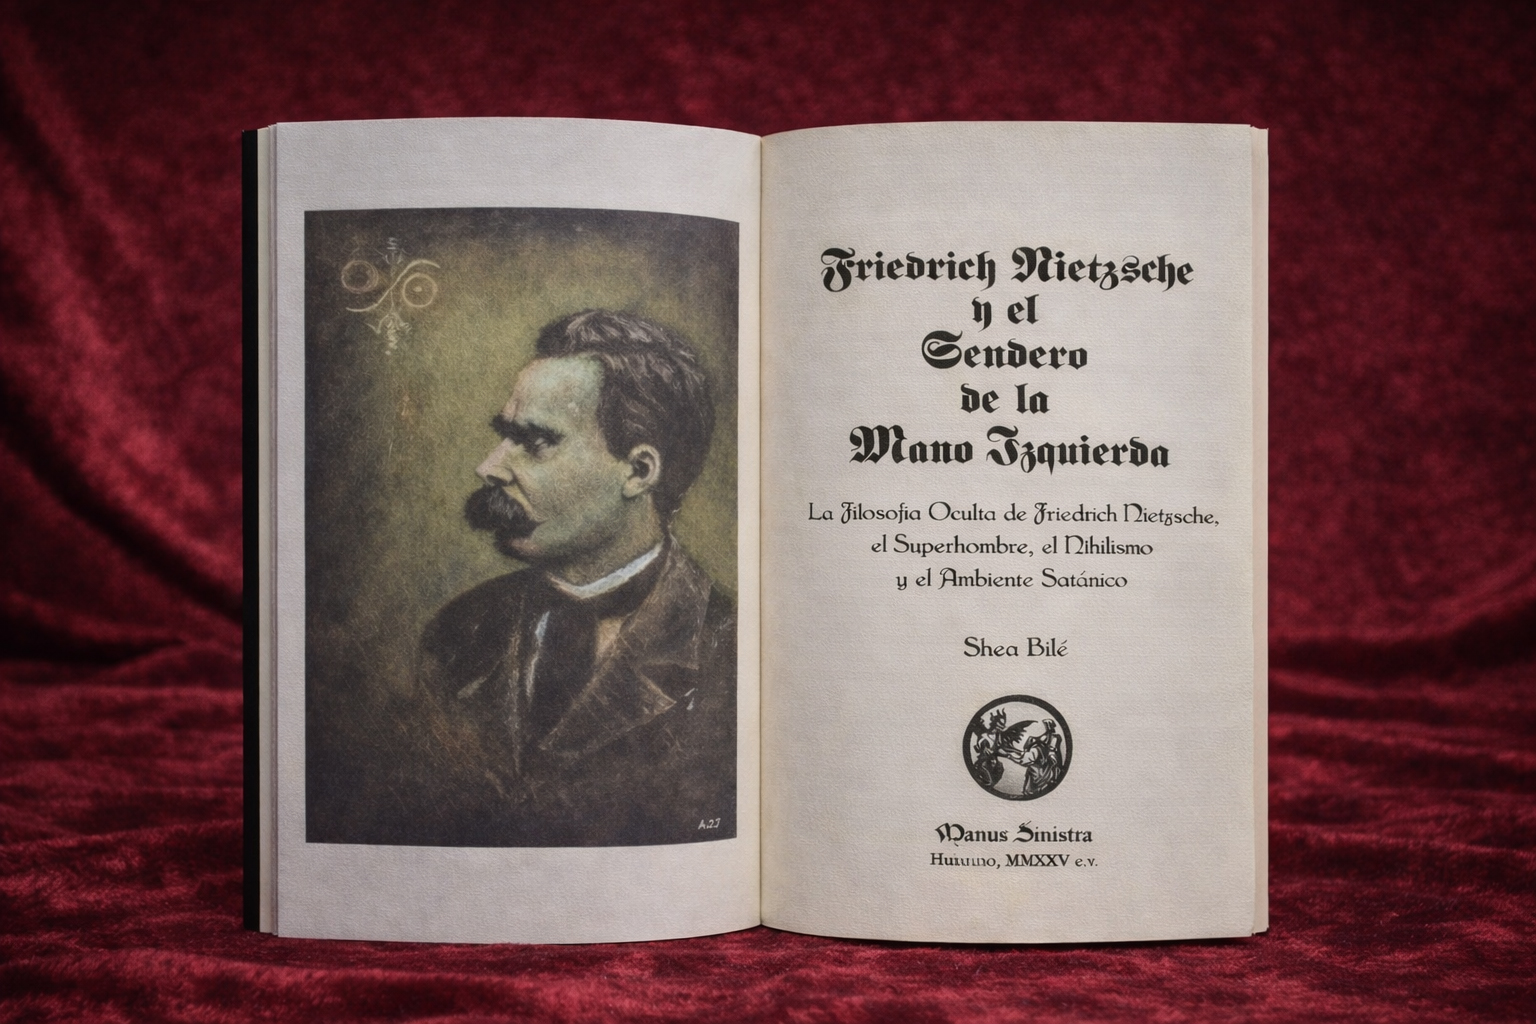 Friedrich Nietzsche
y el
Sendero
de la
Mano Izquierda
La Filosofia Oculta de Friedrich Nietzsche,
el Superhombre, el Nihilismo
y el Ambiente Satánico
Shea Bilé
Manus Sinistra
MMXXV e.v.